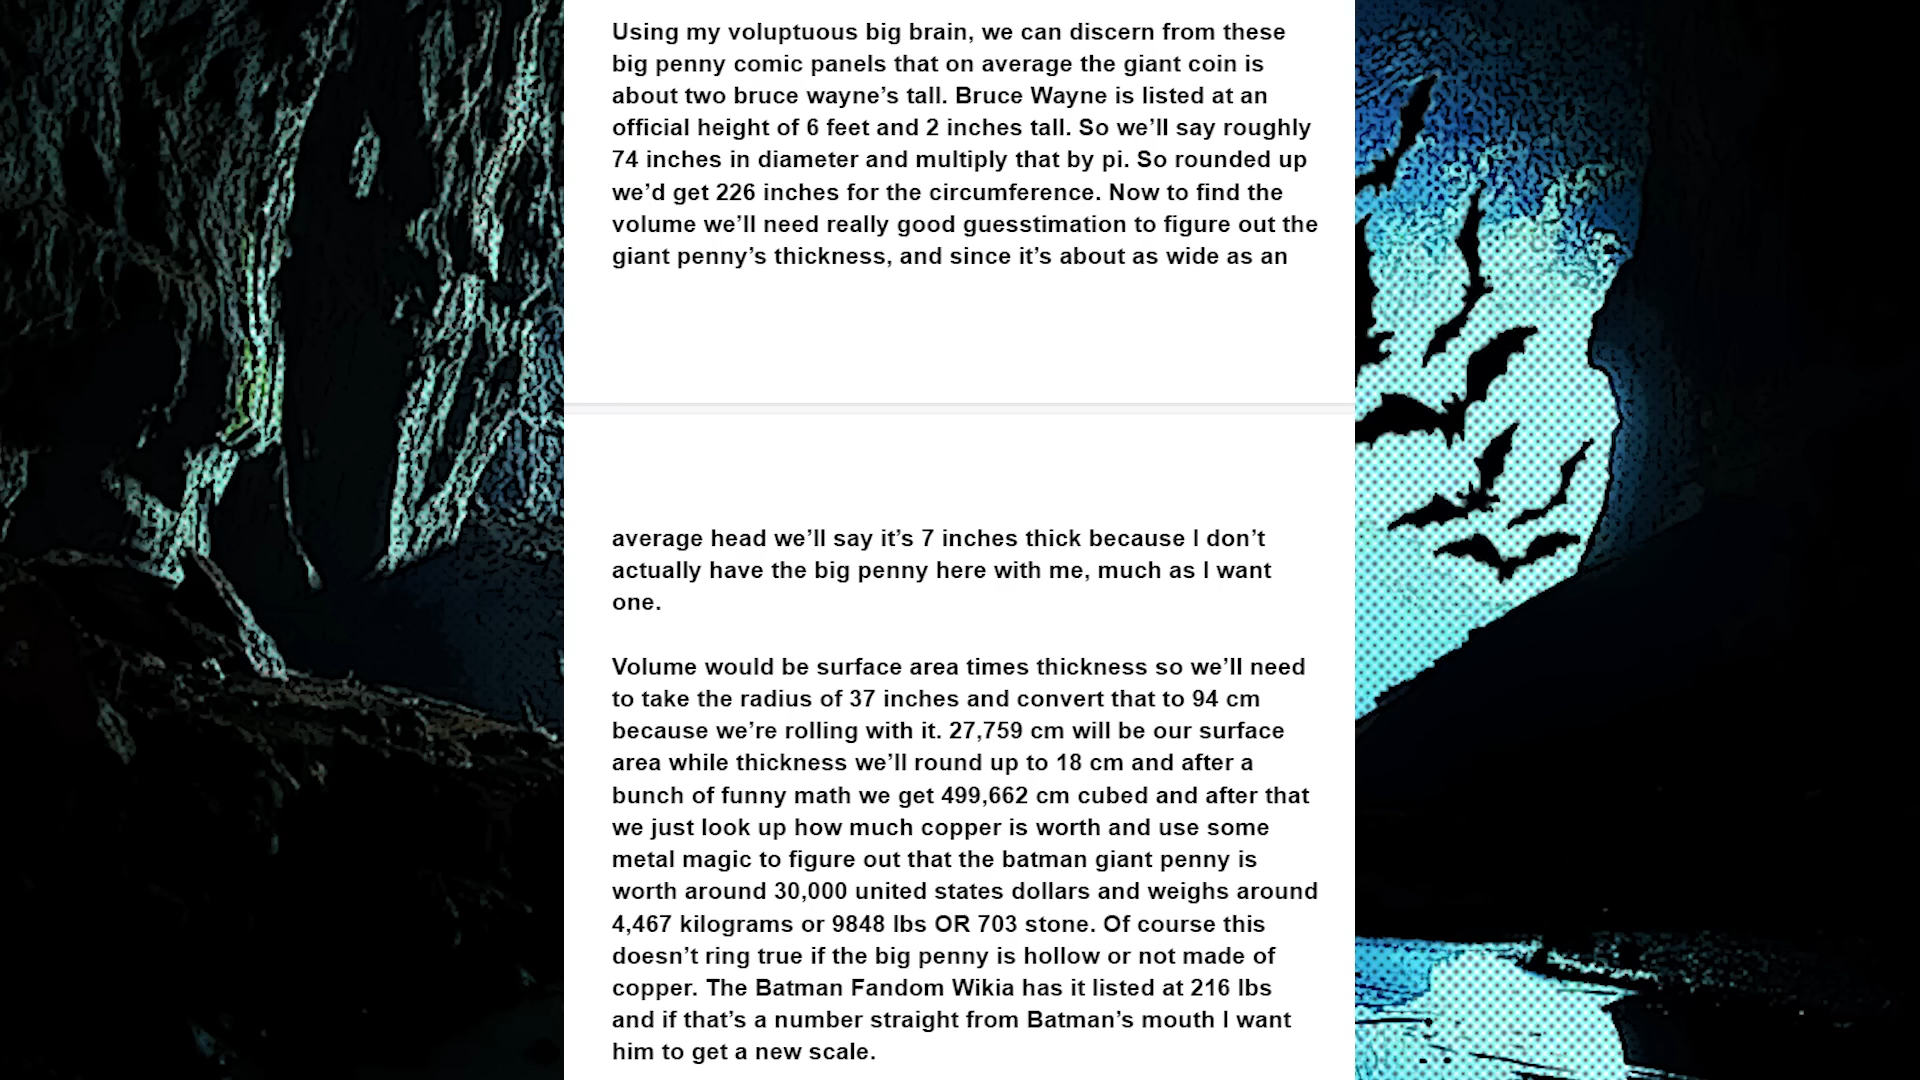 Using my voluptuous big brain, we can discern from these
big penny comic panels that on average the giant coin is
about two bruce wayne’s tall. Bruce Wayne is listed at an
official height of 6 feet and 2 inches tall. So we’ll say roughly
74 inches in diameter and multiply that by pi. So rounded up
we’d get 226 inches for the circumference. Now to find the
volume we’ll need really good guesstimation to figure out the
giant penny’s thickness, and since it’s about as wide as an
average head we’ll say it’s 7 inches thick because I don’t
actually have the big penny here with me, much as I want
one.
Volume would be surface area times thickness so we’ll need
to take the radius of 37 inches and convert that to 94 cm
because we’re rolling with it. 27,759 cm will be our surface
area while thickness we’ll round up to 18 cm and after a
bunch of funny math we get 499,662 cm cubed and after that
we just look up how much copper is worth and use some
metal magic to figure out that the batman giant penny is
worth around 30,000 united states dollars and weighs around
4,467 kilograms or 9848 lbs OR 703 stone. Of course this
doesn’t ring true if the big penny is hollow or not made of
copper. The Batman Fandom Wikia has it listed at 216 lbs
and if that’s a number straight from Batman’s mouth I want
him to get a new scale.